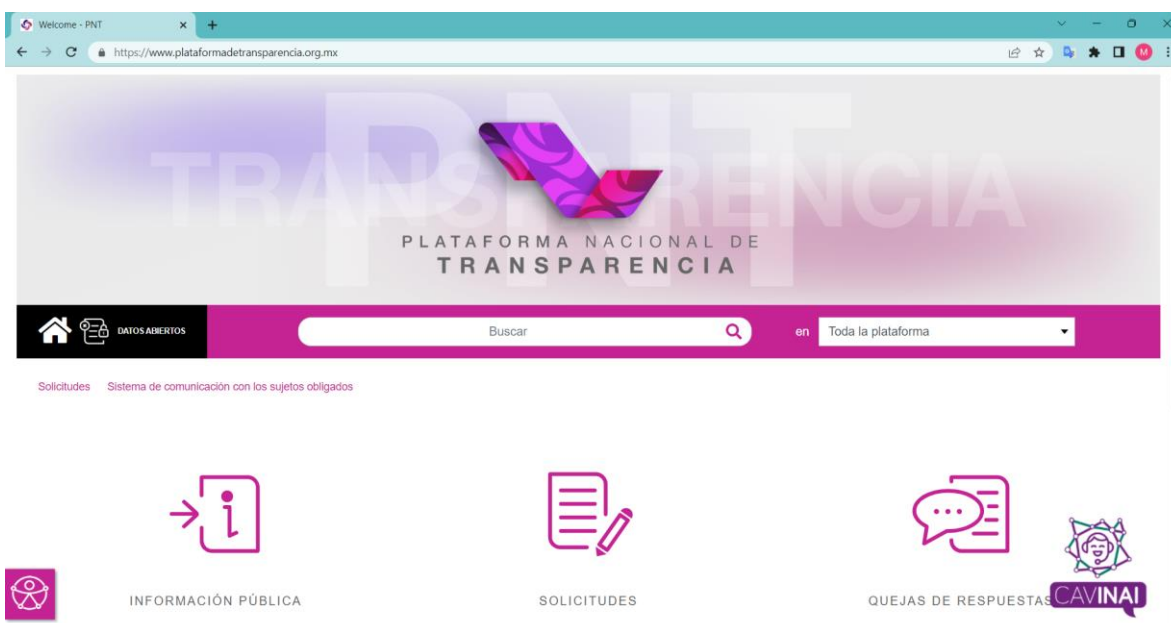 Welcome - PNT
https://www.plataformadetransparencia.org.mx
M
PNT
TRANSPARENCIA
PLATAFORMA NACIONAL DE
TRANSPARENCIA
DATOS ABIERTOS
Buscar
en
Toda la plataforma
Solicitudes
Sistema de comunicación con los sujetos obligados
INFORMACIÓN PÚBLICA
SOLICITUDES
QUEJAS DE RESPUESTAS
CAVINAI